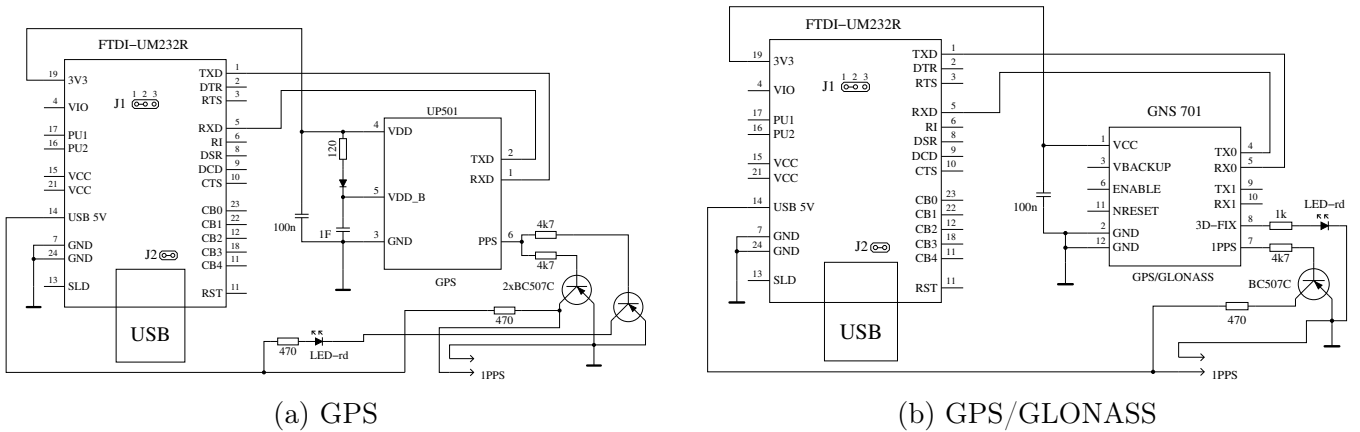 FTDI-UM232R
19 3V3
4 VIO
17 PU1
16 PU2
15 VCC
21 VCC
14 USB 5V
7 GND
24 GND
13 SLD
J1 1 2 3
J2
TXD 1
DTR 2
RTS 3
RXD 5
RI 6
DSR 8
DCD 9
CTS 10
CB0 23
CB1 22
CB2 12
CB3 18
CB4 11
RST 11
USB
100n
120
1F
UP501
4 VDD
5 VDD_B
3 GND
TXD 2
RXD 1
PPS 6
GPS
4k7
4k7
2xBC507C
470
470
LED-rd
1PPS
(a) GPS
FTDI-UM232R
19 3V3
4 VIO
17 PU1
16 PU2
15 VCC
21 VCC
14 USB 5V
7 GND
24 GND
13 SLD
J1 1 2 3
J2
TXD 1
DTR 2
RTS 3
RXD 5
RI 6
DSR 8
DCD 9
CTS 10
CB0 23
CB1 22
CB2 12
CB3 18
CB4 11
RST 11
USB
100n
GNS 701
1 VCC
3 VBACKUP
6 ENABLE
11 NRESET
2 GND
12 GND
TX0 4
RX0 5
TX1 9
RX1 10
3D-FIX 8
1PPS 7
GPS/GLONASS
1k
LED-rd
4k7
BC507C
470
1PPS
(b) GPS/GLONASS